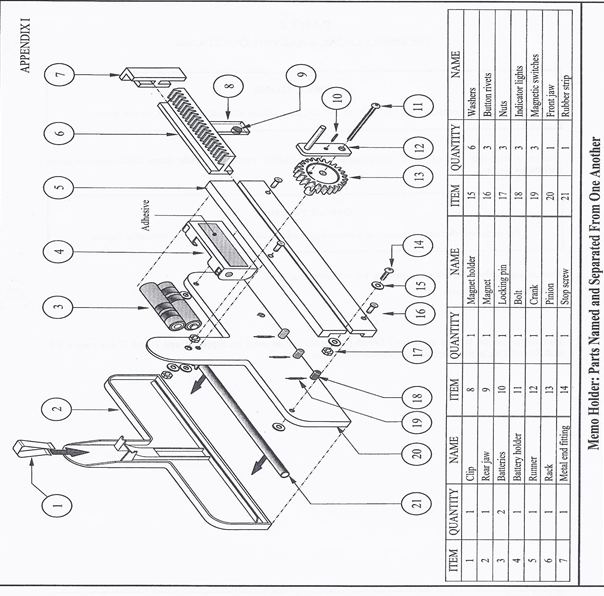 APPENDIX I
1
2
3
4
5
6
7
8
9
10
11
12
13
14
15
16
17
18
19
20
21
Adhesive
ITEM QUANTITY NAME ITEM QUANTITY NAME ITEM QUANTITY NAME
1 1 Clip 8 1 Magnet holder 15 6 Washers
2 1 Rear jaw 9 1 Magnet 16 3 Button rivets
3 2 Batteries 10 1 Locking pin 17 3 Nuts
4 1 Battery holder 11 1 Bolt 18 3 Indicator lights
5 1 Runner 12 1 Crank 19 3 Magnetic switches
6 1 Rack 13 1 Pinion 20 1 Front jaw
7 1 Metal end fitting 14 1 Stop screw 21 1 Rubber strip
Memo Holder: Parts Named and Separated From One Another